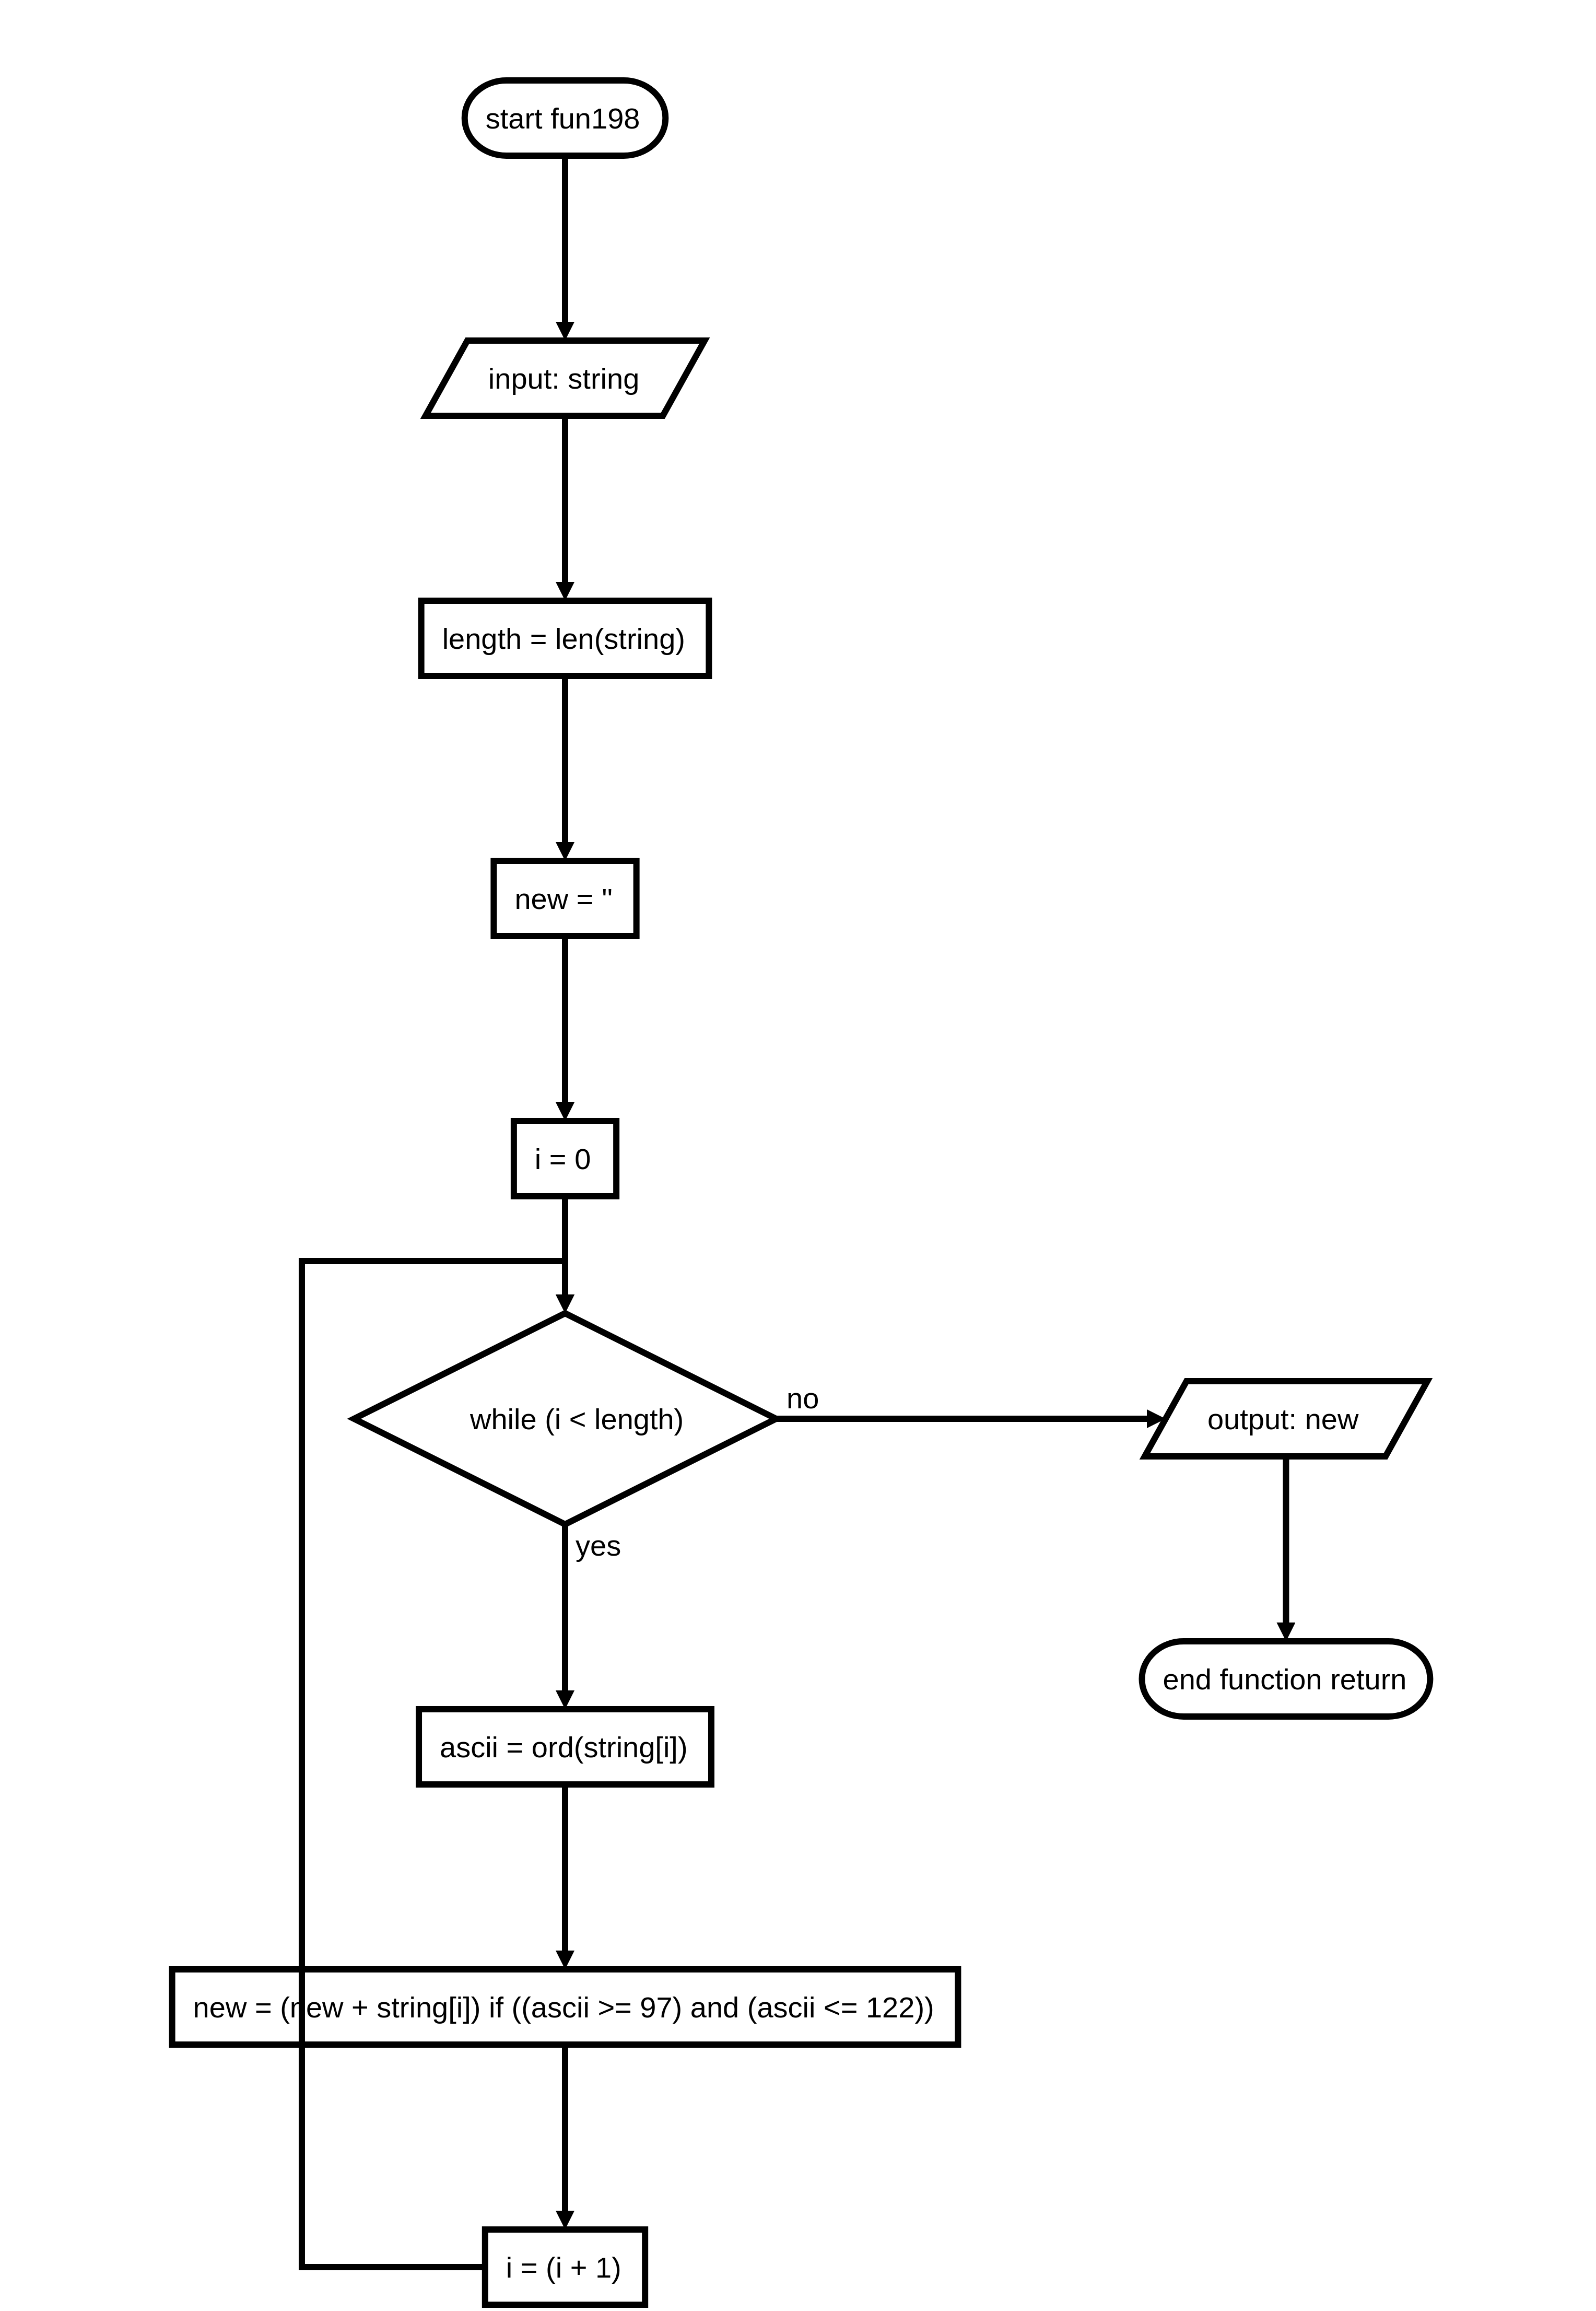 start fun198
input: string
length = len(string)
new = ''
i = 0
while (i < length)
no
output: new
yes
end function return
ascii = ord(string[i])
new = (new + string[i]) if ((ascii >= 97) and (ascii <= 122))
i = (i + 1)